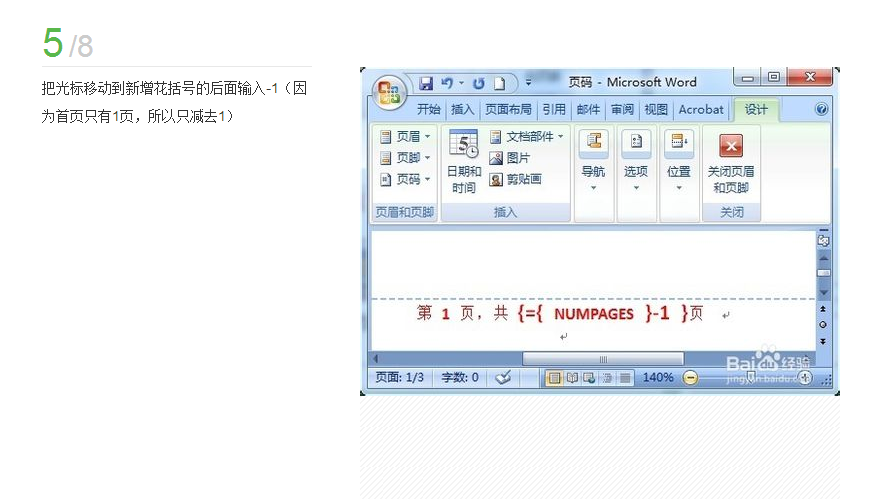 5/8
把光标移动到新增花括号的后面输入-1（因
为首页只有1页，所以只减去1）
页码 - Microsoft Word
开始 插入 页面布局 引用 邮件 审阅 视图 Acrobat 设计
页眉
页脚
页码
页眉和页脚
5
日期和
时间
文档部件
图片
剪贴画
插入
导航
选项
位置
关闭页眉
和页脚
关闭
第 1 页，共 {={ NUMPAGES }-1 }页
页面: 1/3 字数: 0 140%
Baidu经验
jingyan.baidu.com